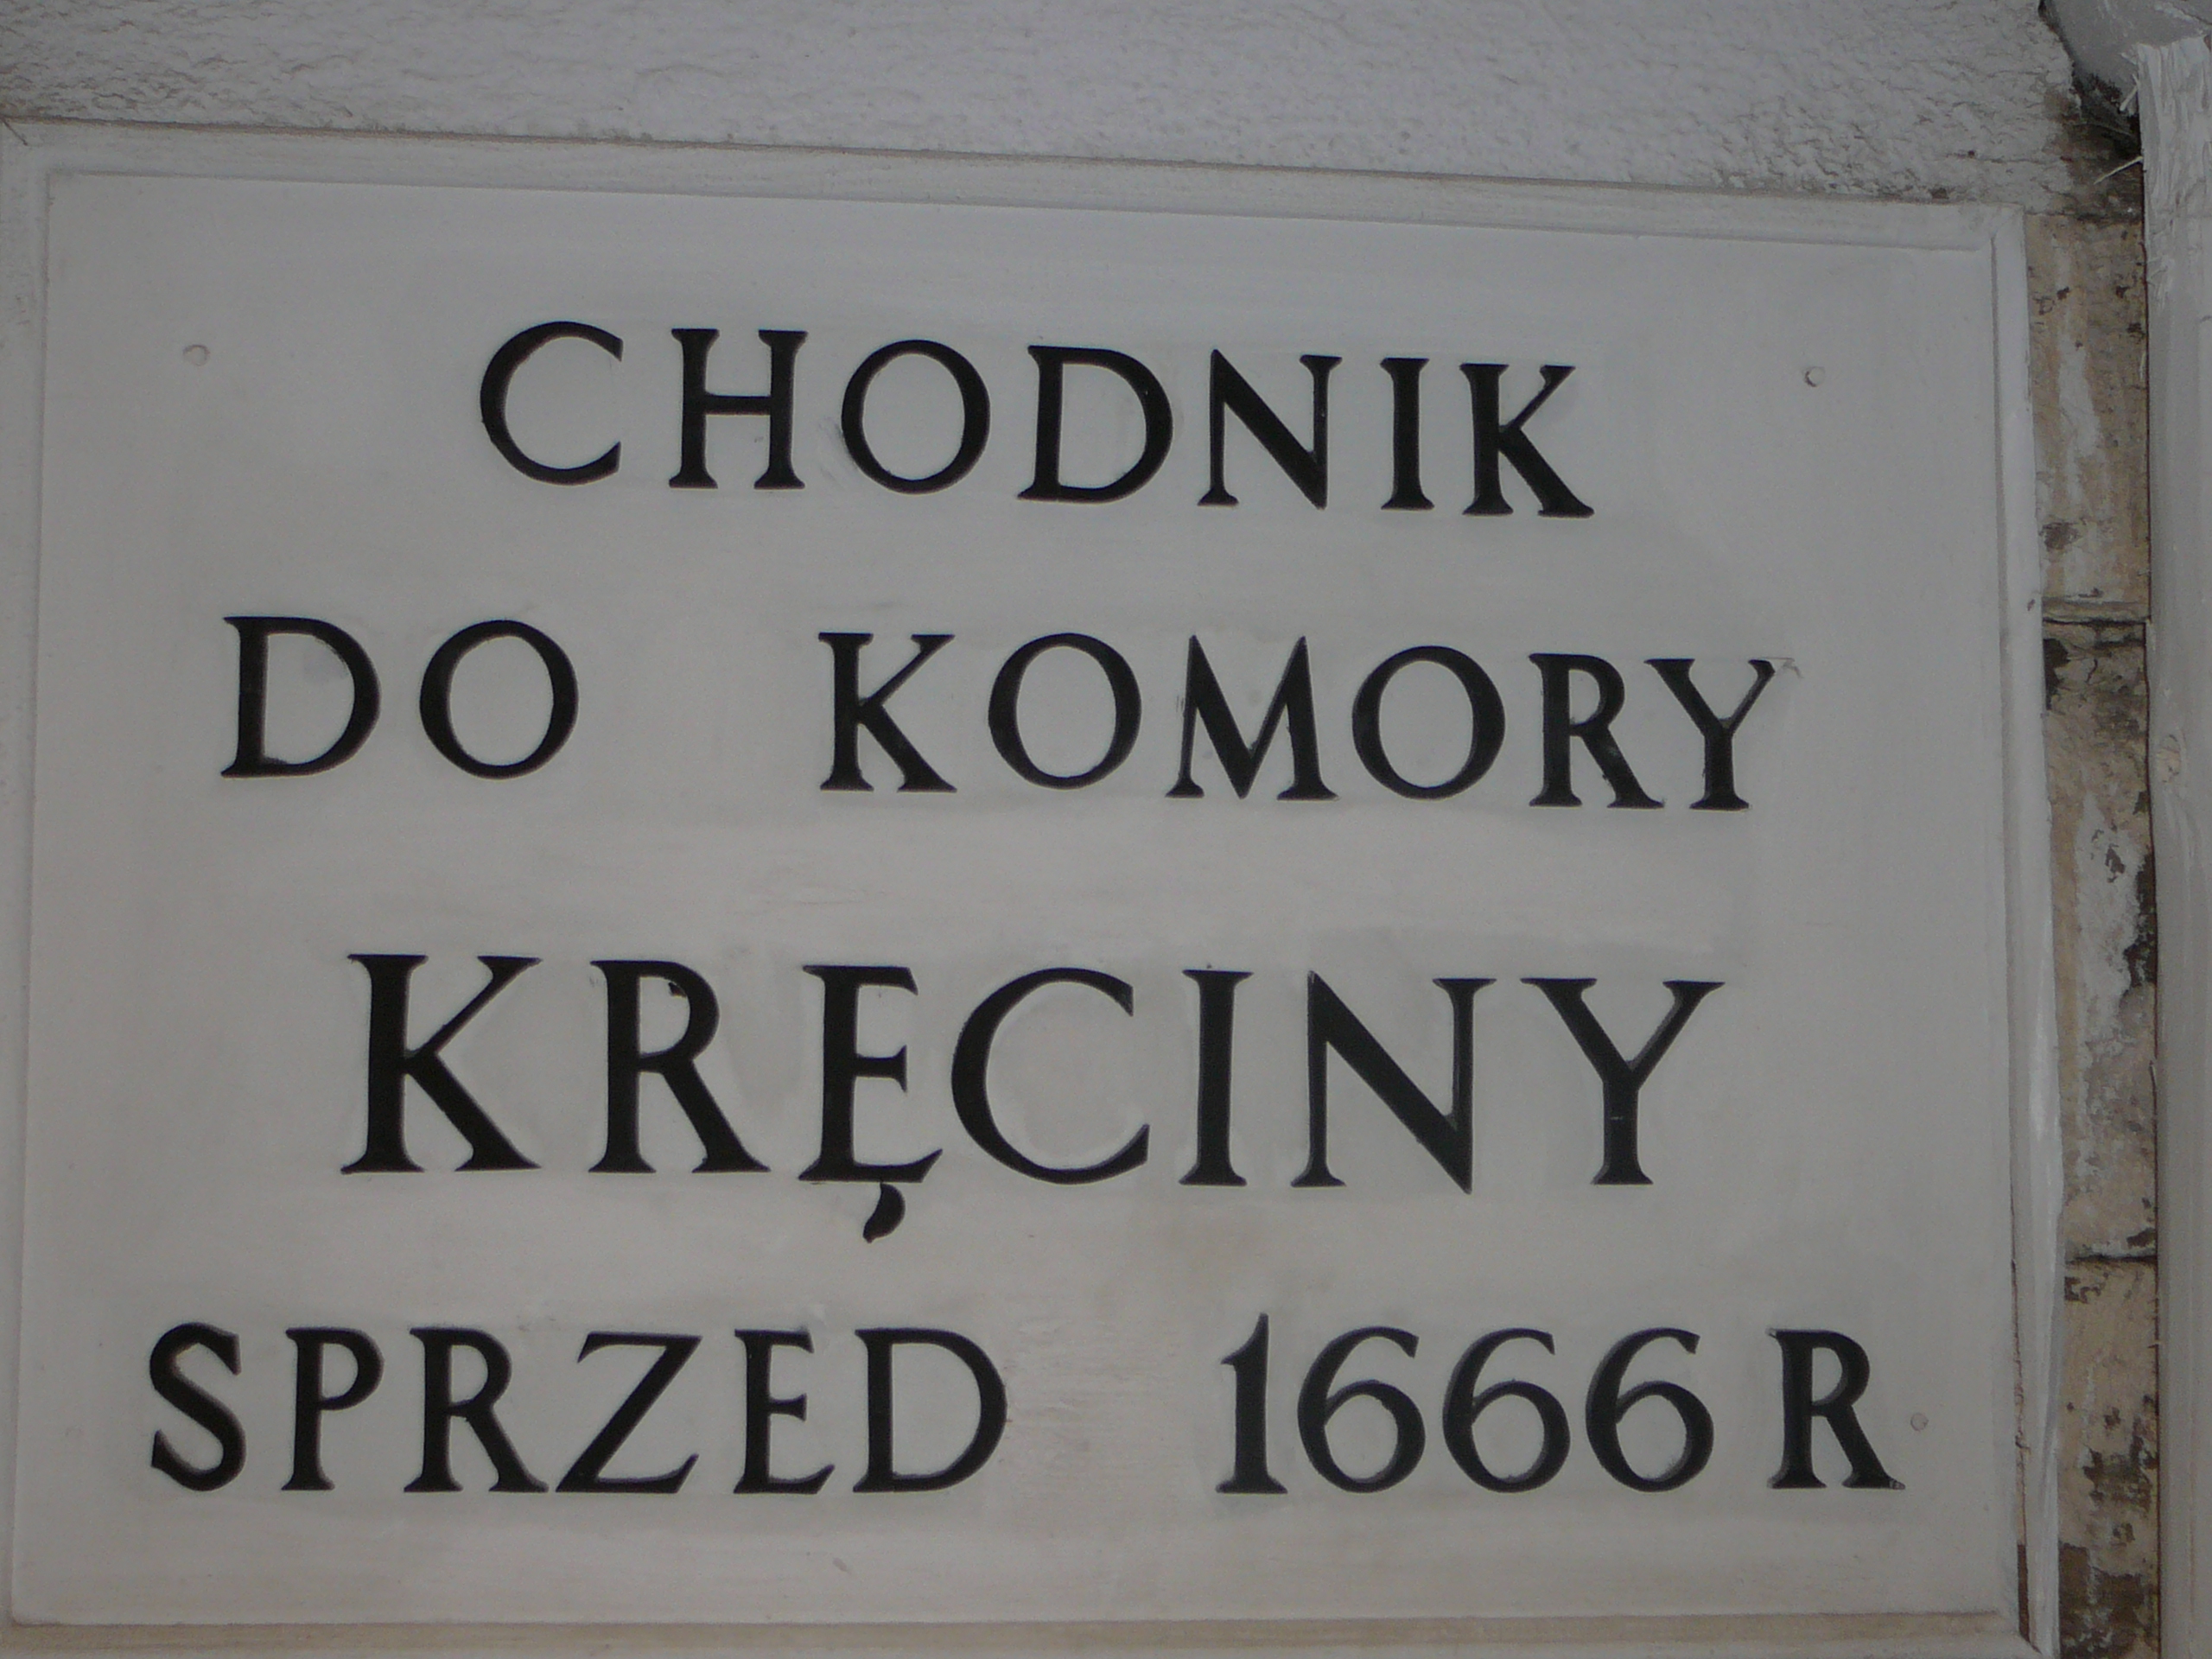 CHODNIK
DO KOMORY
KRĘCINY
SPRZED 1666 R